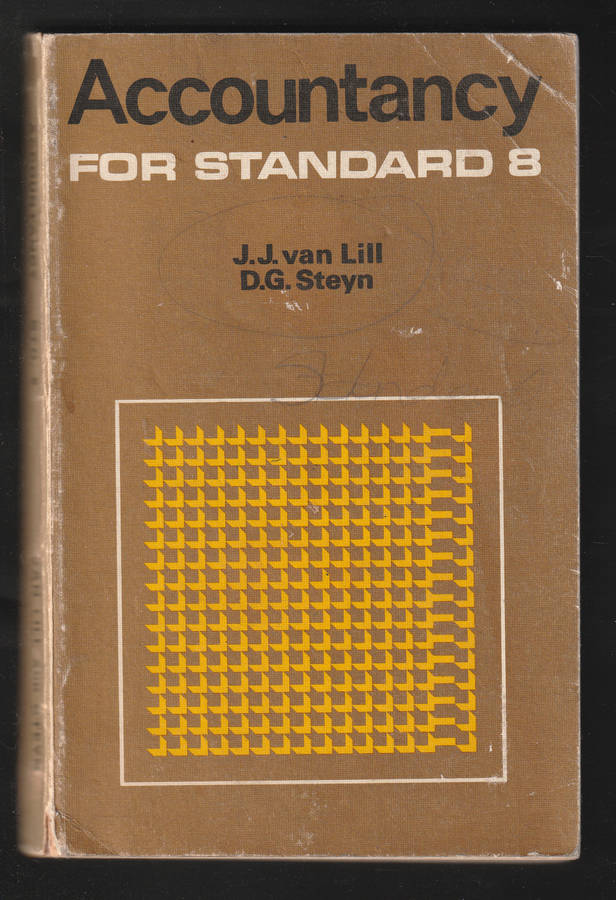 Accountancy
FOR STANDARD 8
J.J. van Lill
D.G. Steyn